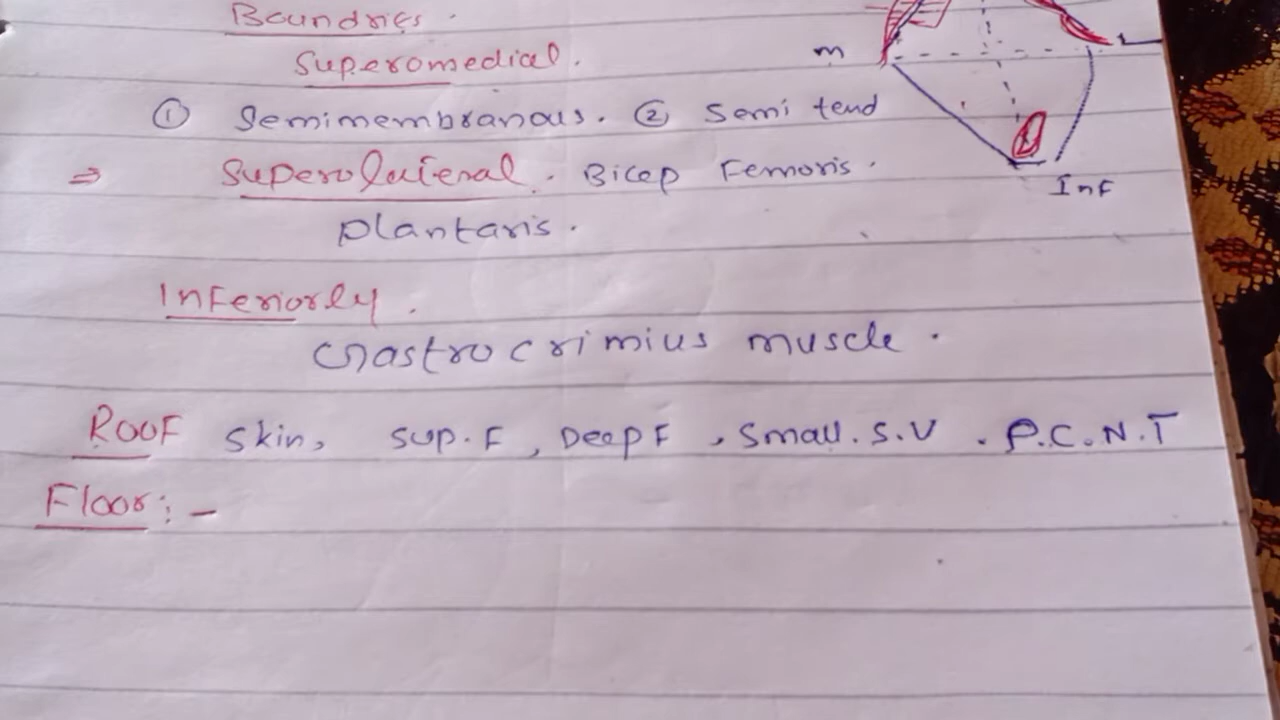 Boundries.
Superomedial.
m
L
① Semimembranous. ② Semi tend
⇒ Superolateral. Bicep Femoris.
Inf
Plantaris.
Inferiorly.
Gastrocrimius muscle.
Roof Skin, Sup.F, Deep F, Small.S.V. P.C.N.T
Floor: -